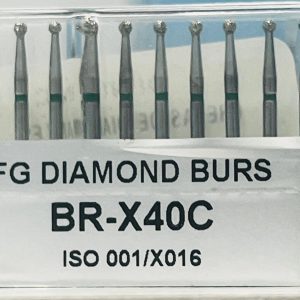 FG DIAMOND BURS
BR-X40C
ISO 001/X016